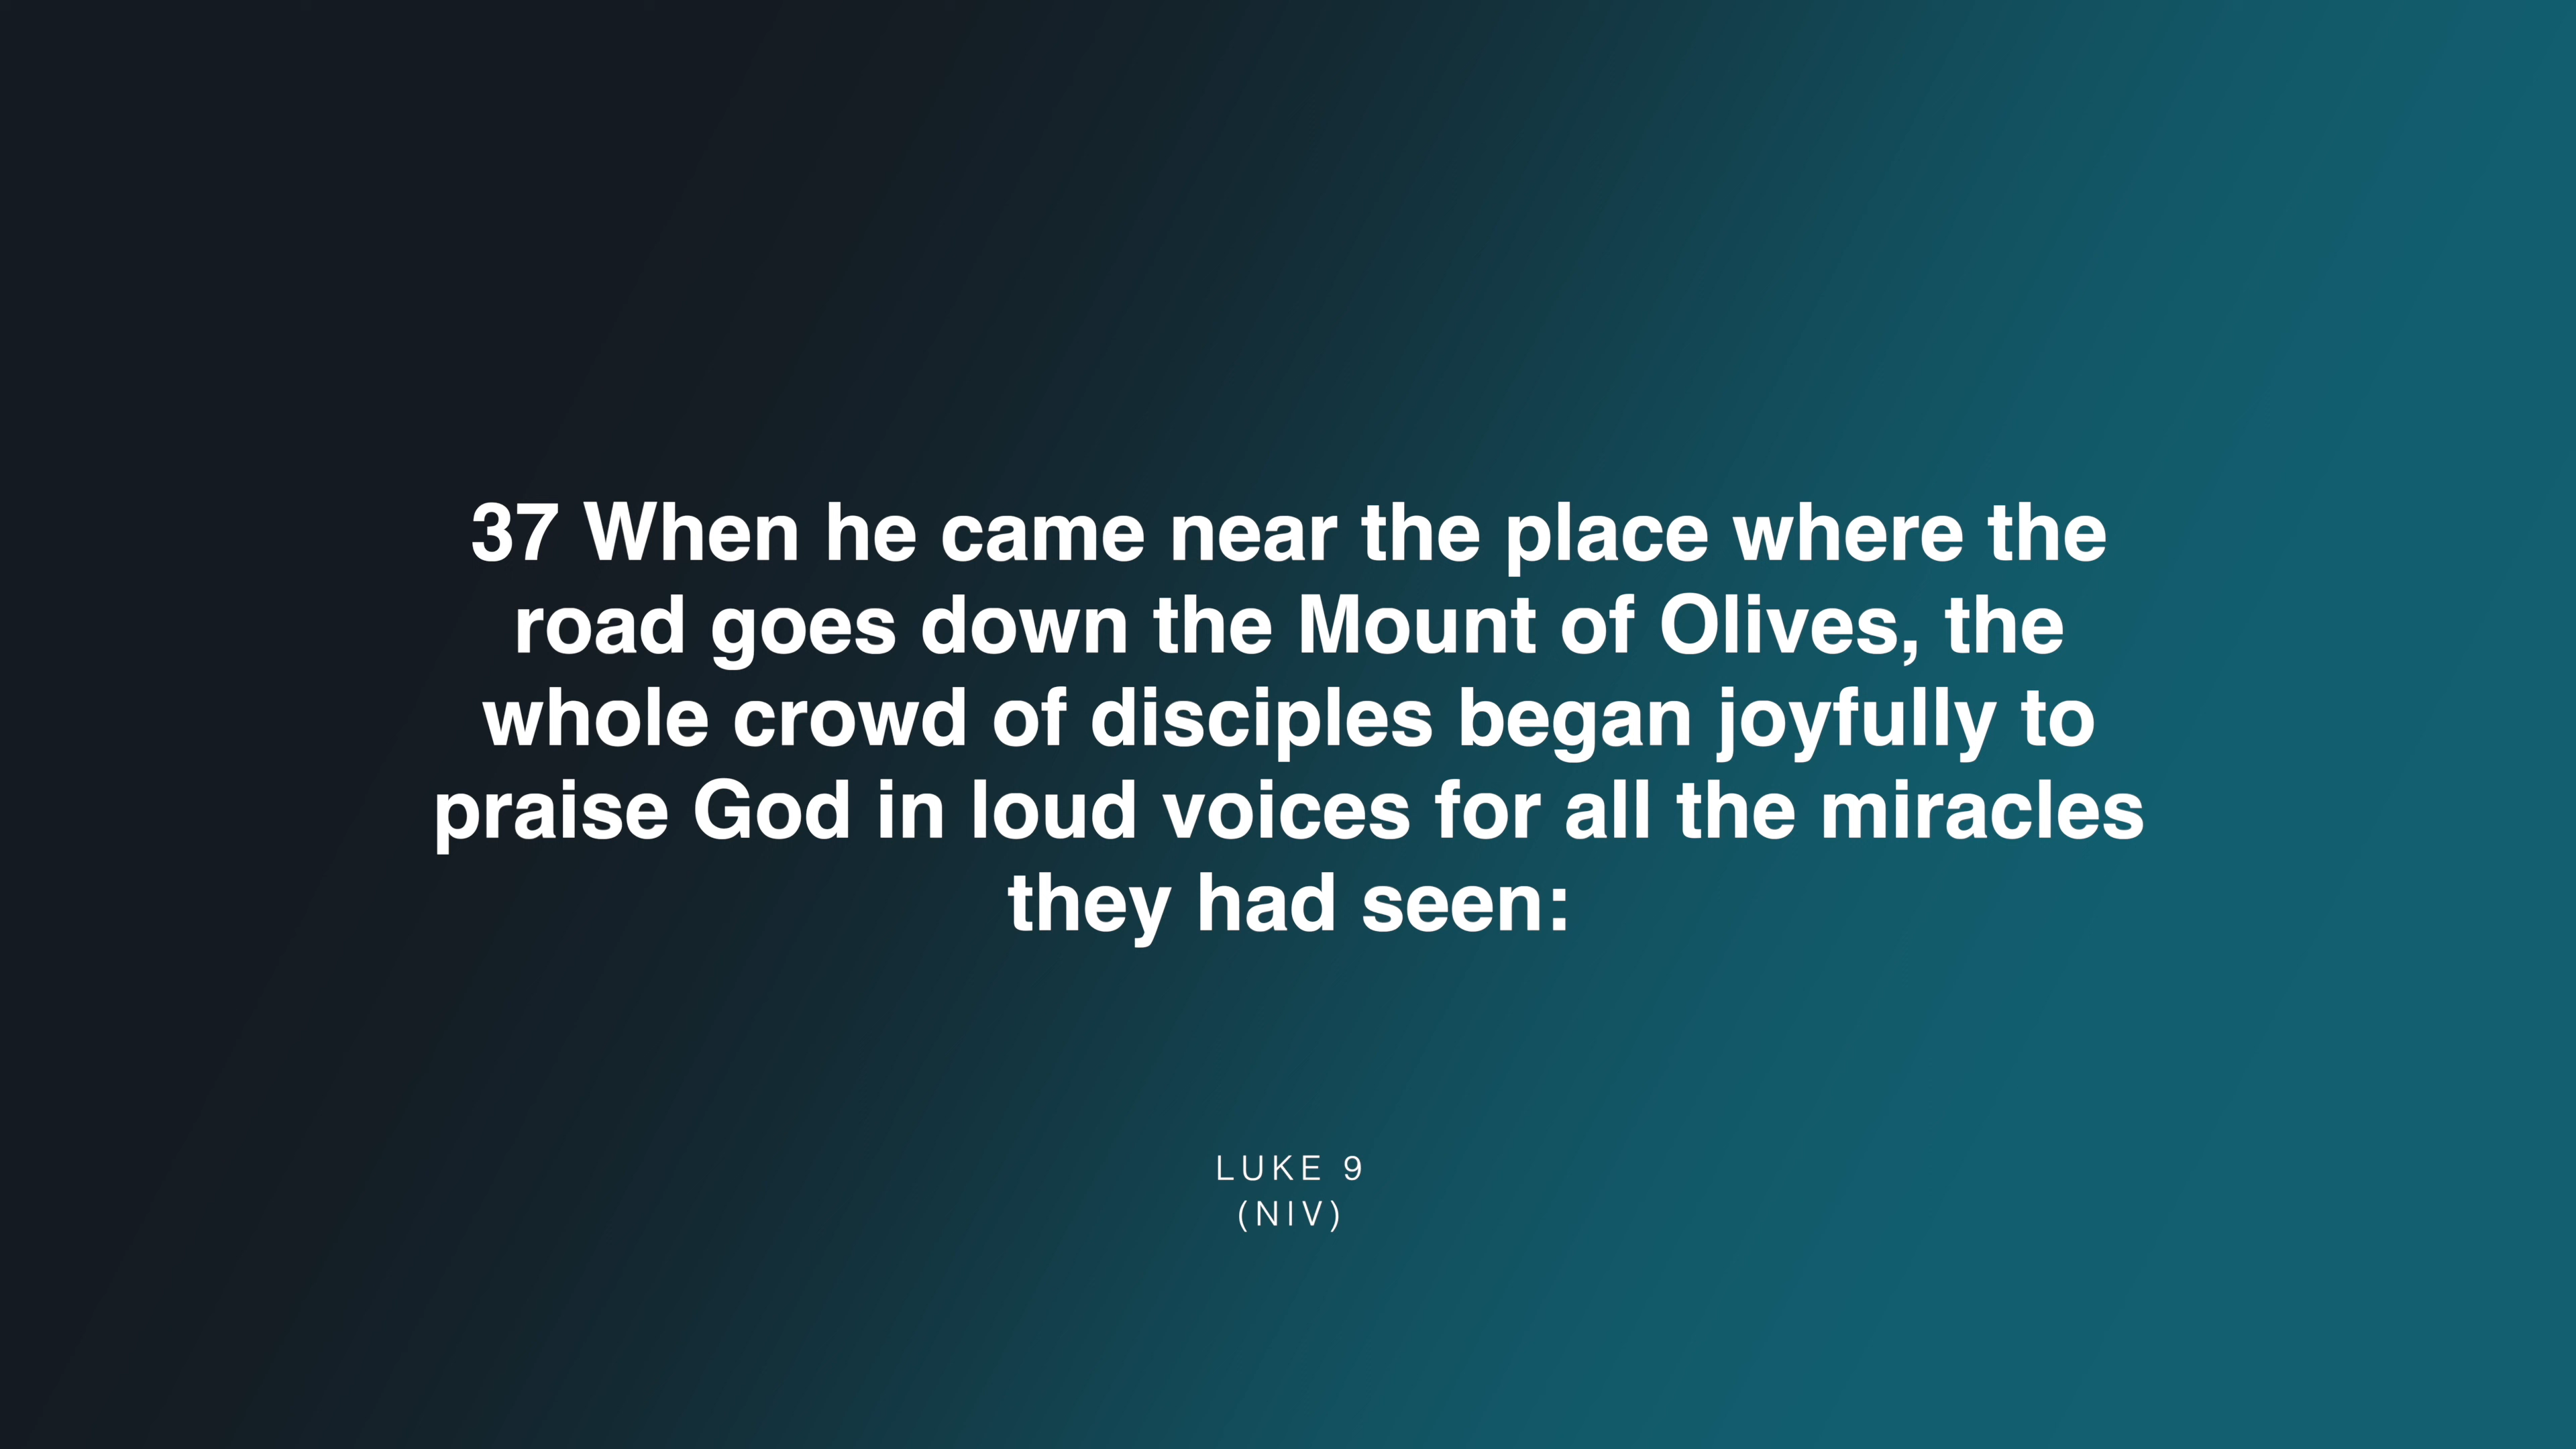 37 When he came near the place where the
road goes down the Mount of Olives, the
whole crowd of disciples began joyfully to
praise God in loud voices for all the miracles
they had seen:
LUKE 9
(NIV)